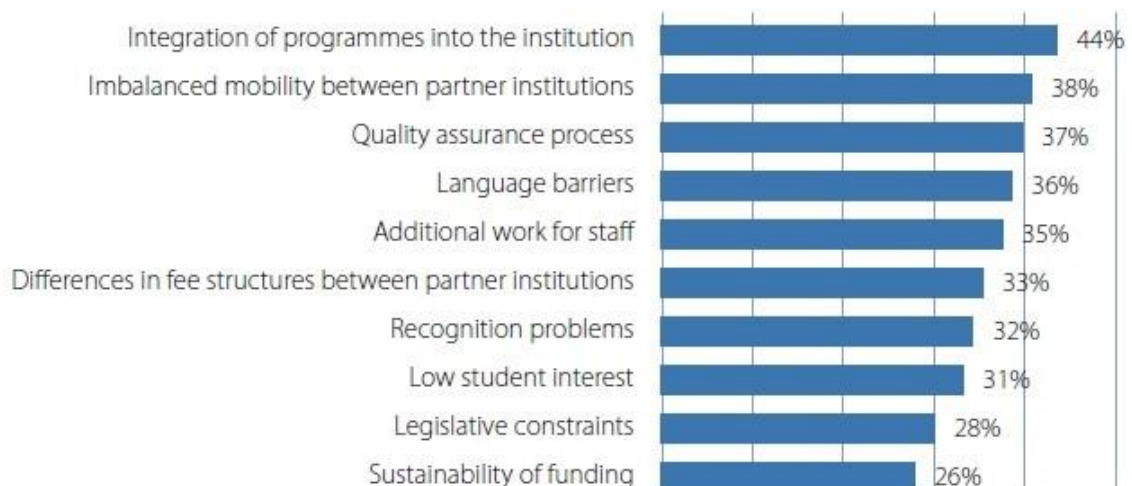 Integration of programmes into the institution 44%
Imbalanced mobility between partner institutions 38%
Quality assurance process 37%
Language barriers 36%
Additional work for staff 35%
Differences in fee structures between partner institutions 33%
Recognition problems 32%
Low student interest 31%
Legislative constraints 28%
Sustainability of funding 26%